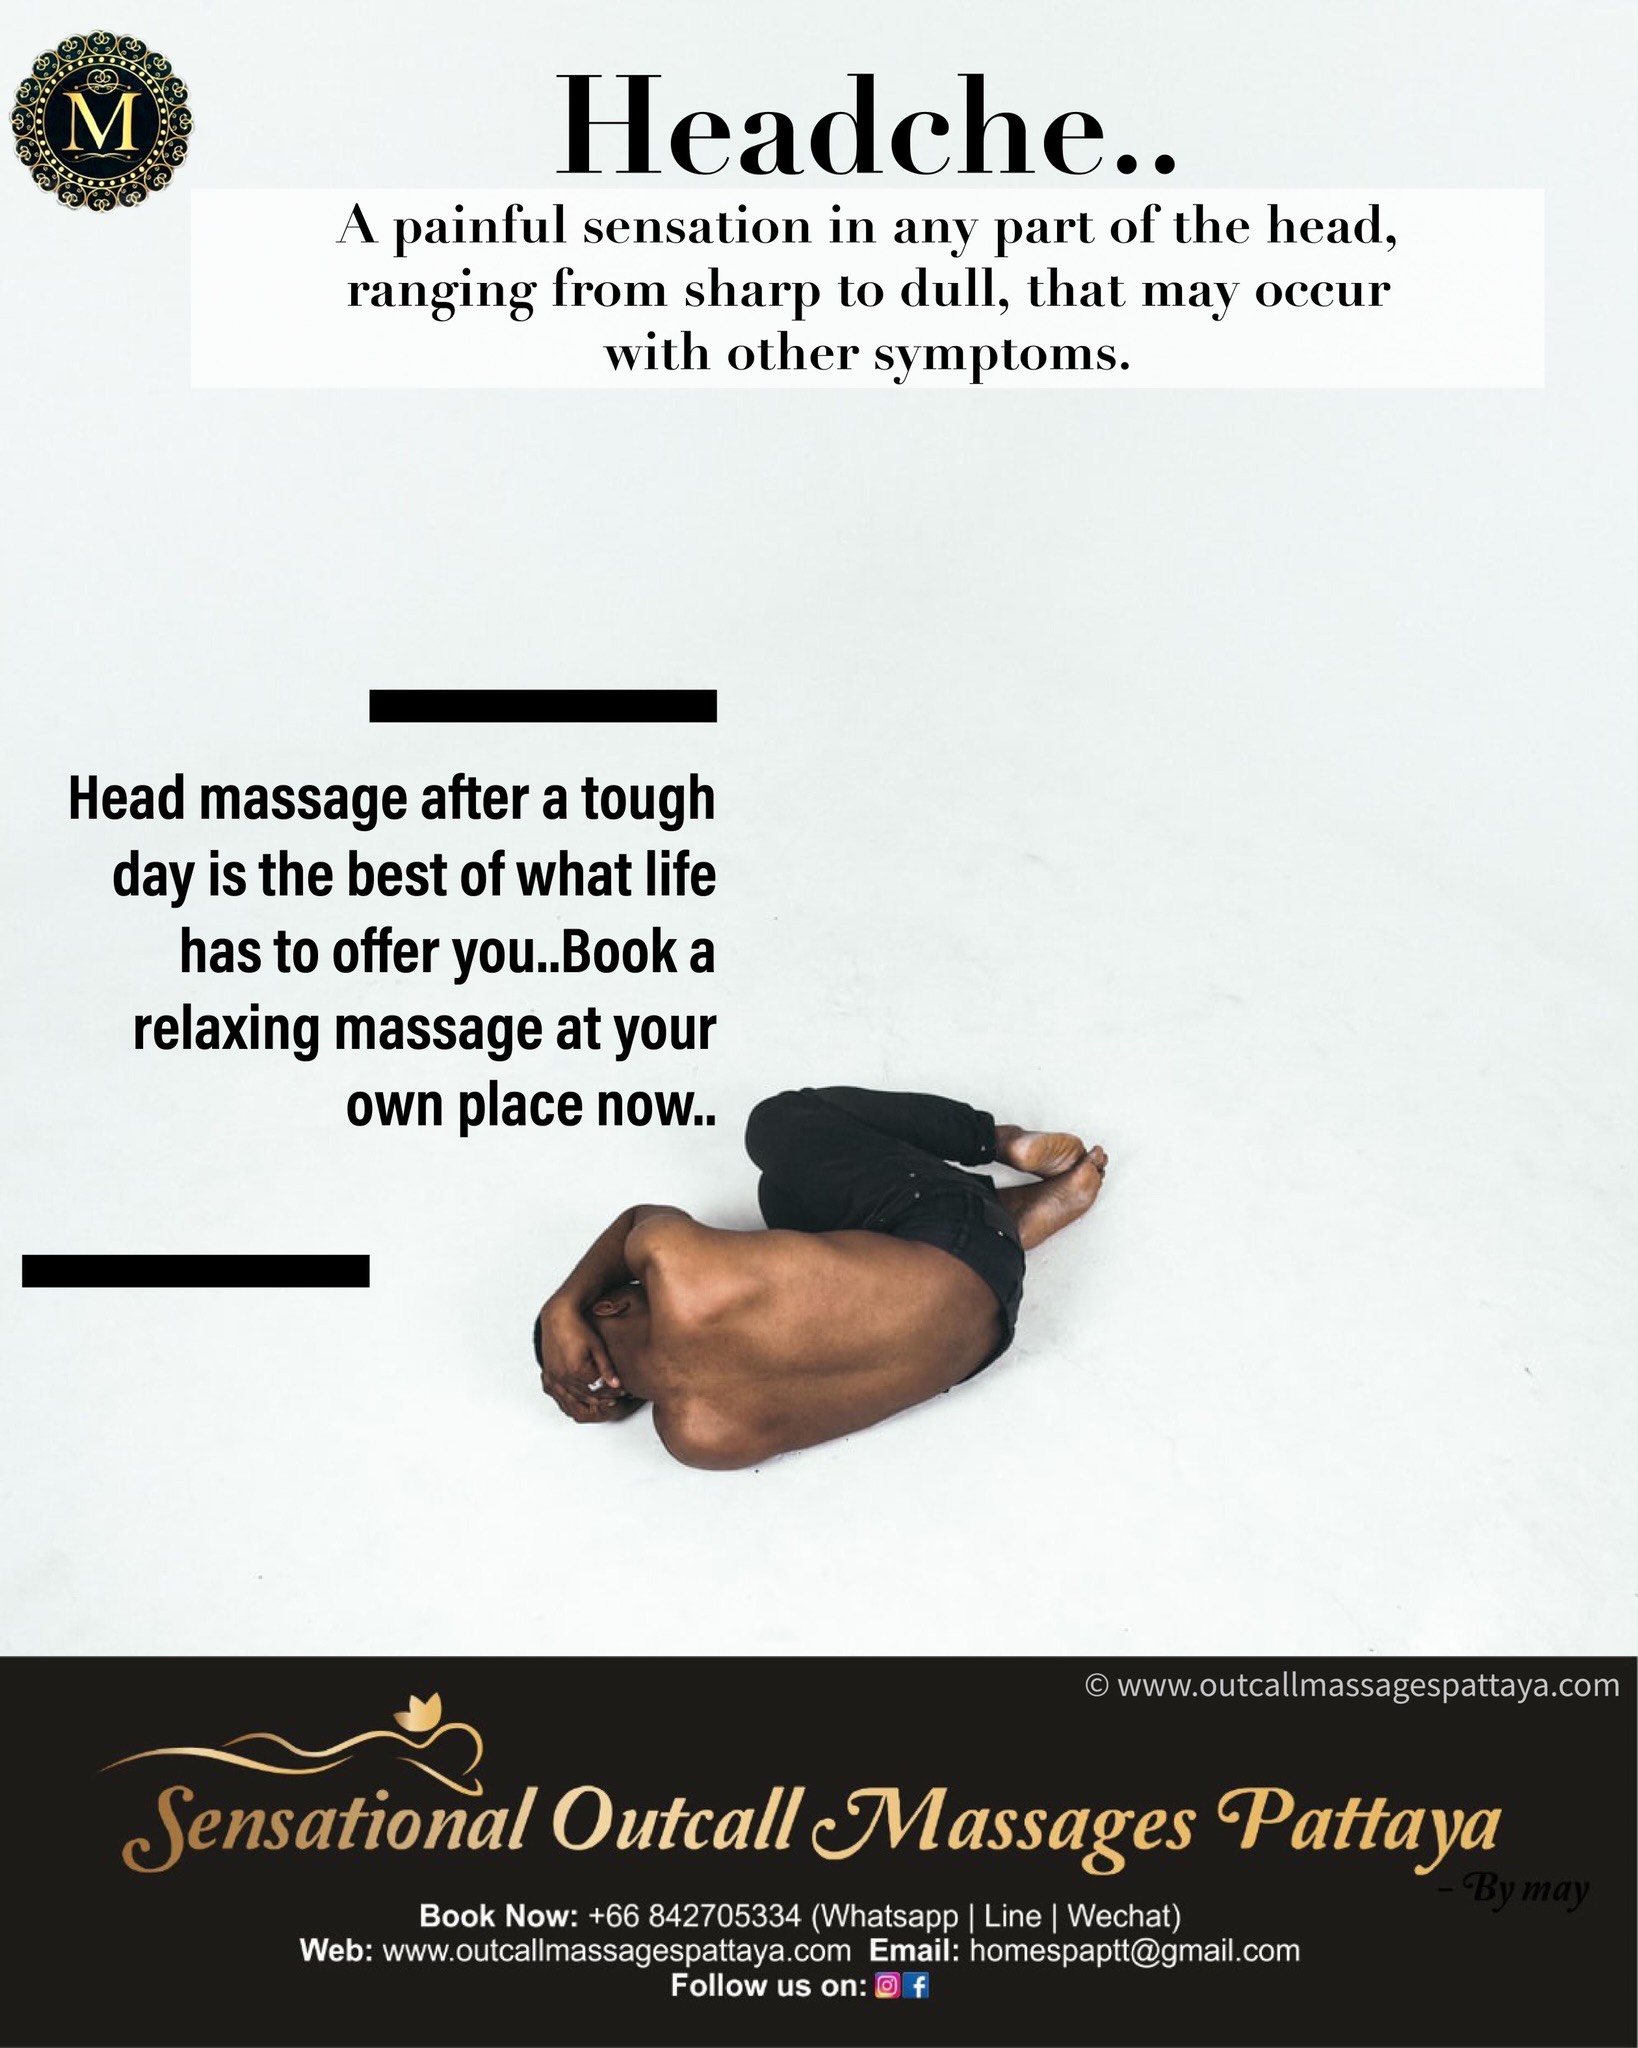 M
Headche..
A painful sensation in any part of the head,
ranging from sharp to dull, that may occur
with other symptoms.
Head massage after a tough
day is the best of what life
has to offer you..Book a
relaxing massage at your
own place now..
© www.outcallmassagespattaya.com
Sensational Outcall Massages Pattaya
- By may
Book Now: +66 842705334 (Whatsapp | Line | Wechat)
Web: www.outcallmassagespattaya.com Email: homespaptt@gmail.com
Follow us on: